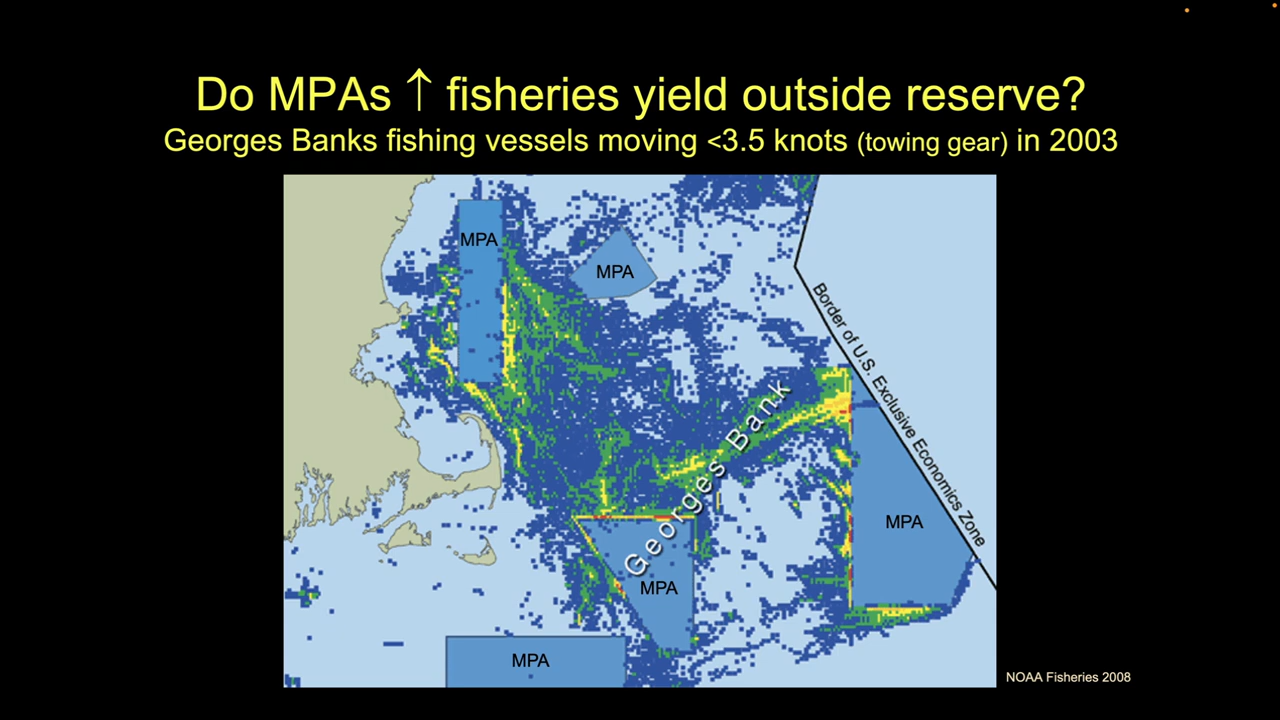 Do MPAs ↑ fisheries yield outside reserve?
Georges Banks fishing vessels moving <3.5 knots (towing gear) in 2003
MPA
MPA
Border of U.S. Exclusive Economics Zone
Georges Bank
MPA
MPA
MPA
NOAA Fisheries 2008